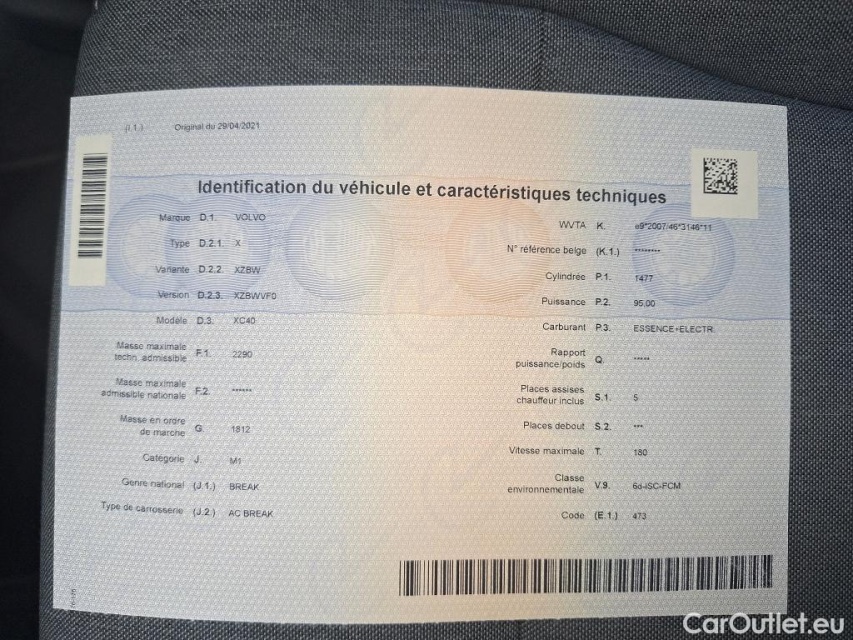 (I.1.) Original du 29/04/2021
Identification du véhicule et caractéristiques techniques
Marque D.1. VOLVO
Type D.2.1. X
Variante D.2.2. XZBW
Version D.2.3. XZBWVF0
Modèle D.3. XC40
Masse maximale
techn. admissible F.1. 2290
Masse maximale
admissible nationale F.2. ******
Masse en ordre
de marche G. 1812
Catégorie J. M1
Genre national (J.1.) BREAK
Type de carrosserie (J.2.) AC BREAK
WVTA K. e9*2007/46*3146*11
N° référence belge (K.1.) ********
Cylindrée P.1. 1477
Puissance P.2. 95,00
Carburant P.3. ESSENCE+ELECTR.
Rapport
puissance/poids Q. *****
Places assises
chauffeur inclus S.1. 5
Places debout S.2. ***
Vitesse maximale T. 180
Classe
environnementale V.9. 6d-ISC-FCM
Code (E.1.) 473
CarOutlet.eu